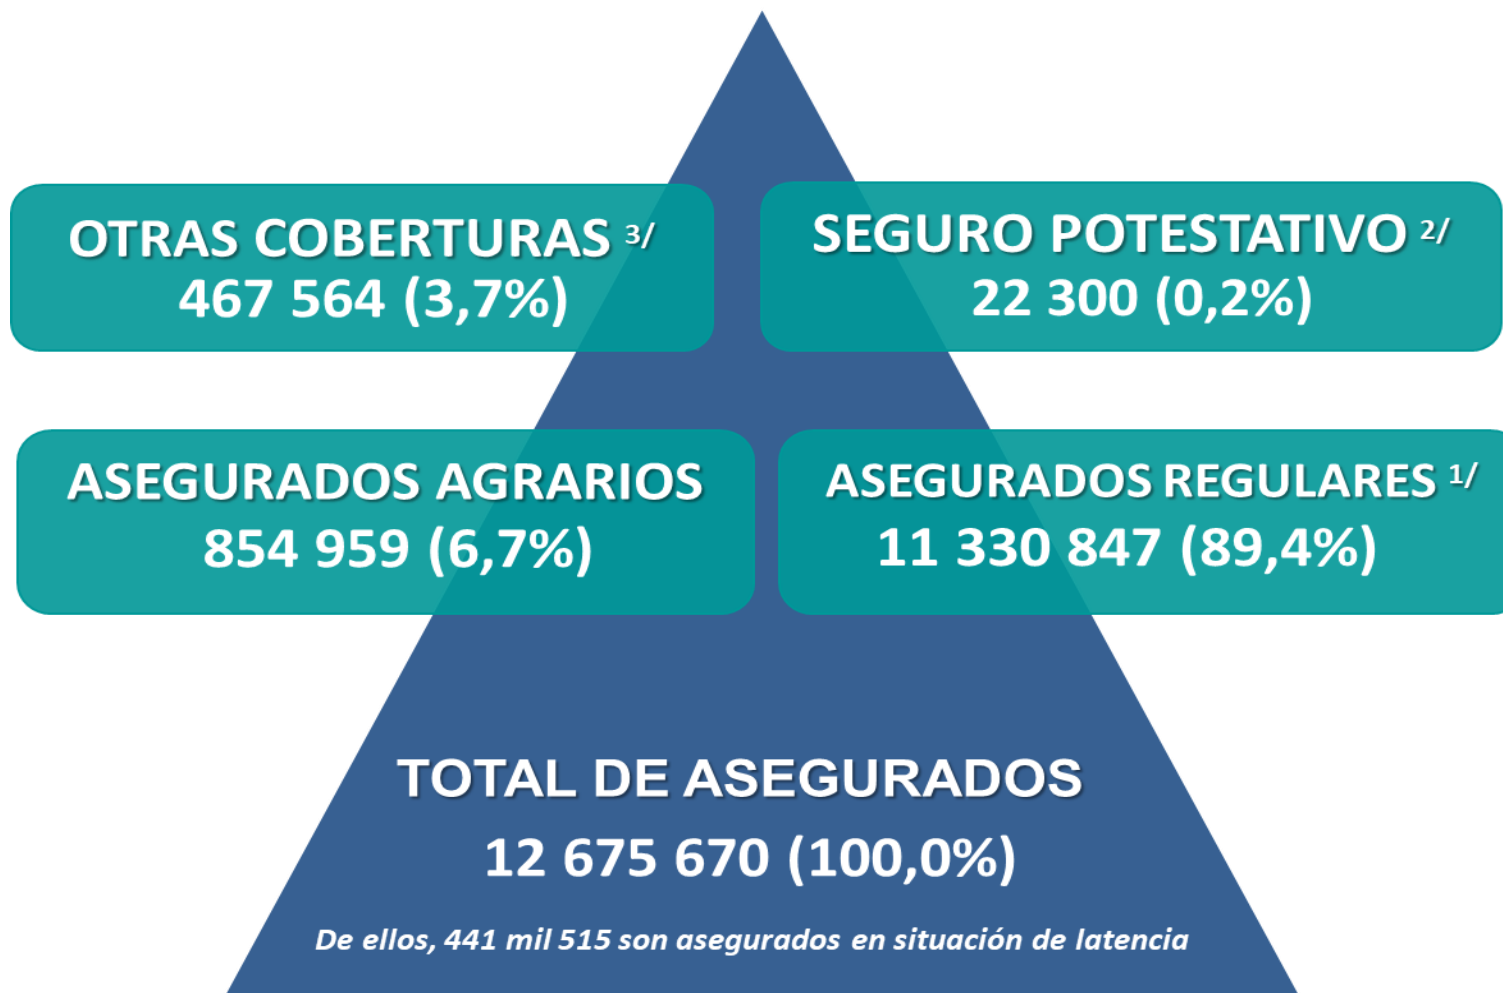 OTRAS COBERTURAS 3/
467 564 (3,7%)
SEGURO POTESTATIVO 2/
22 300 (0,2%)
ASEGURADOS AGRARIOS
854 959 (6,7%)
ASEGURADOS REGULARES 1/
11 330 847 (89,4%)
TOTAL DE ASEGURADOS
12 675 670 (100,0%)
De ellos, 441 mil 515 son asegurados en situación de latencia